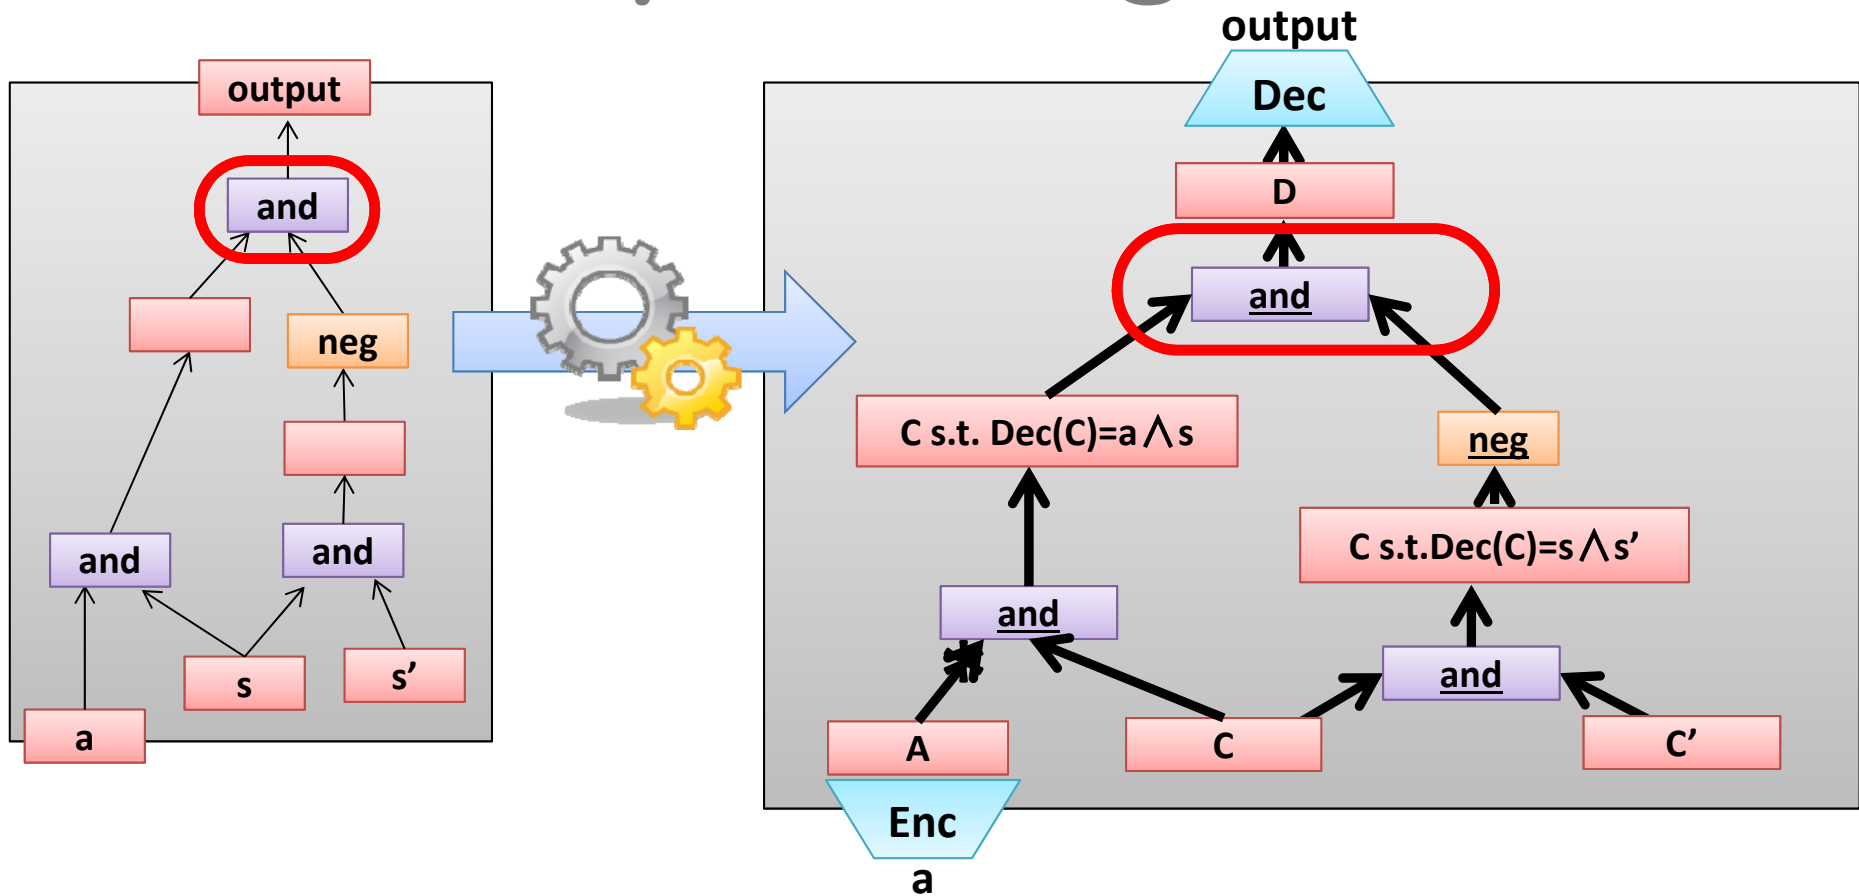 output
and
neg
and
and
s
s’
a
output
Dec
D
and
C s.t. Dec(C)=a ⋀ s
neg
C s.t.Dec(C)=s ⋀ s’
and
and
A
C
C’
Enc
a